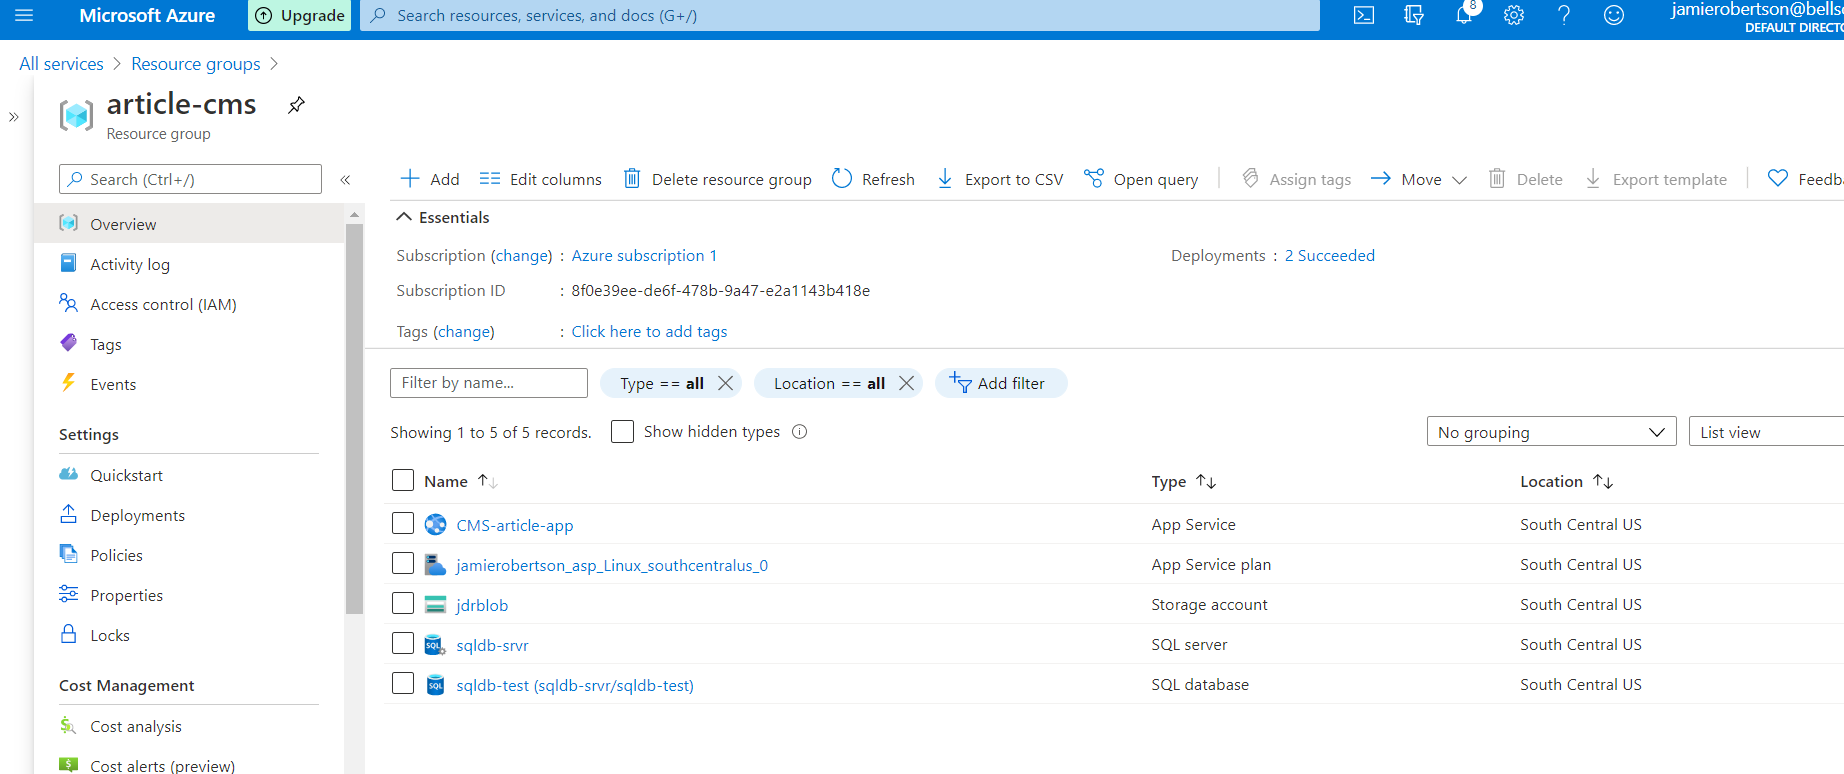 Microsoft Azure
Upgrade
Search resources, services, and docs (G+/)
8
jamierobertson@bells
DEFAULT DIRECTO
All services > Resource groups >
article-cms
Resource group
Search (Ctrl+/)
Overview
Activity log
Access control (IAM)
Tags
Events
Settings
Quickstart
Deployments
Policies
Properties
Locks
Cost Management
Cost analysis
Cost alerts (preview)
Add
Edit columns
Delete resource group
Refresh
Export to CSV
Open query
Assign tags
Move
Delete
Export template
Feedba
Essentials
Subscription (change) : Azure subscription 1
Deployments : 2 Succeeded
Subscription ID : 8f0e39ee-de6f-478b-9a47-e2a1143b418e
Tags (change) : Click here to add tags
Filter by name...
Type == all
Location == all
Add filter
Showing 1 to 5 of 5 records.
Show hidden types
No grouping
List view
Name Type Location
CMS-article-app App Service South Central US
jamierobertson_asp_Linux_southcentralus_0 App Service plan South Central US
jdrblob Storage account South Central US
sqldb-srvr SQL server South Central US
sqldb-test (sqldb-srvr/sqldb-test) SQL database South Central US